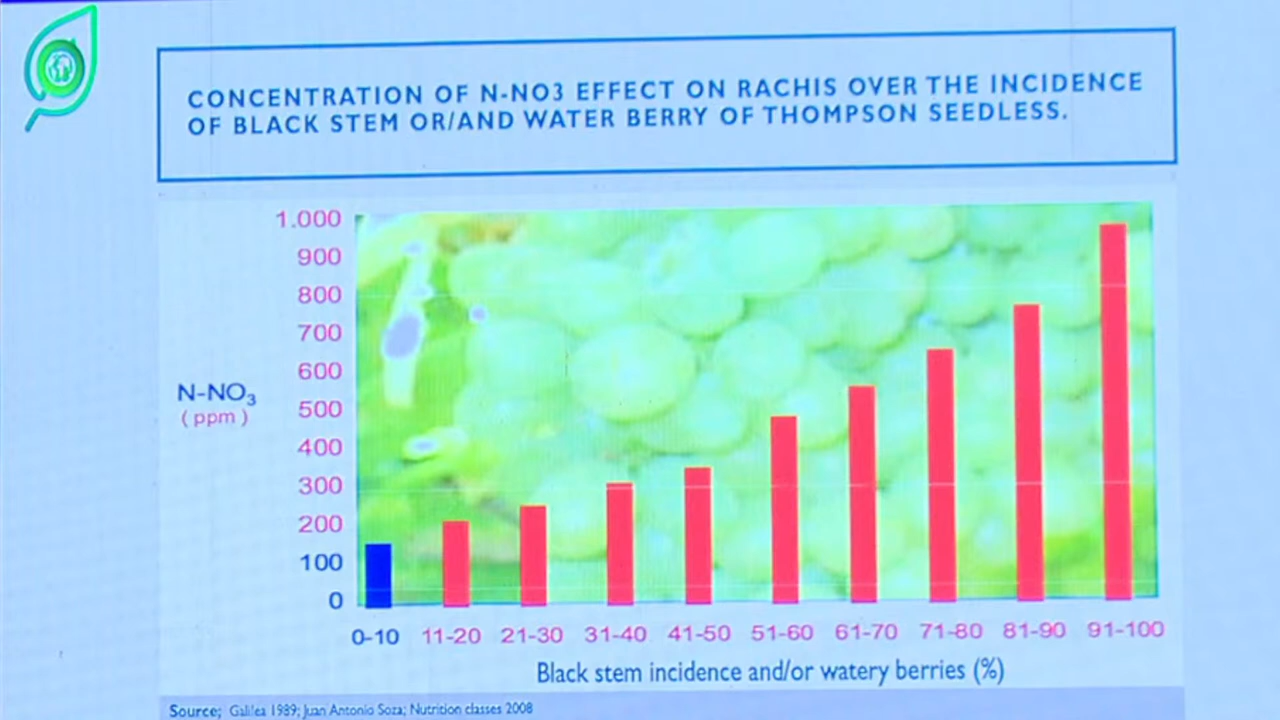 CONCENTRATION OF N-NO3 EFFECT ON RACHIS OVER THE INCIDENCE
OF BLACK STEM OR/AND WATER BERRY OF THOMPSON SEEDLESS.
1.000
900
800
700
600
500
400
300
200
100
0
N-NO3
( ppm )
0-10 11-20 21-30 31-40 41-50 51-60 61-70 71-80 81-90 91-100
Black stem incidence and/or watery berries (%)
Source; Galilea 1989; Juan Antonio Soza; Nutrition classes 2008